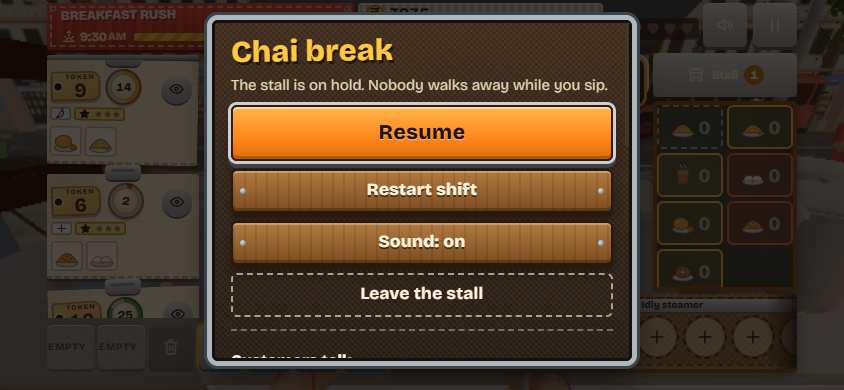 BREAKFAST RUSH
9:30 AM
Stall 1
TOKEN
9
14
TOKEN
6
2
TOKEN
25
EMPTY
EMPTY
Chai break
The stall is on hold. Nobody walks away while you sip.
Resume
Restart shift
Sound: on
Leave the stall
0
0
0
0
0
0
0
idly steamer